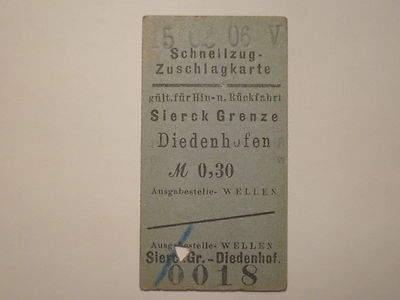 15 02 06 V
Schnellzug-
Zuschlagkarte
gült. für Hin- u. Rückfahrt
Sierck Grenze
Diedenhofen
M 0,30
Ausgabestelle- WELLEN
Ausgabestelle- WELLEN
Sierck Gr. - Diedenhof.
0018